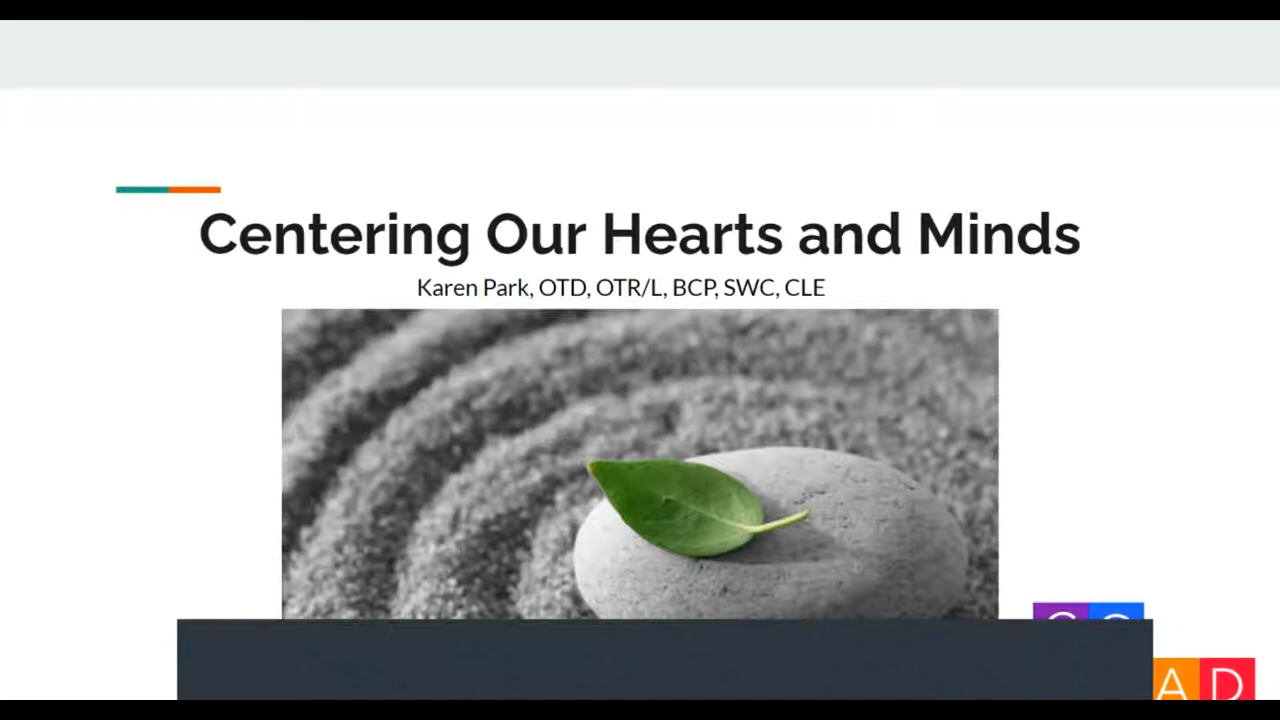 Centering Our Hearts and Minds
Karen Park, OTD, OTR/L, BCP, SWC, CLE
A D